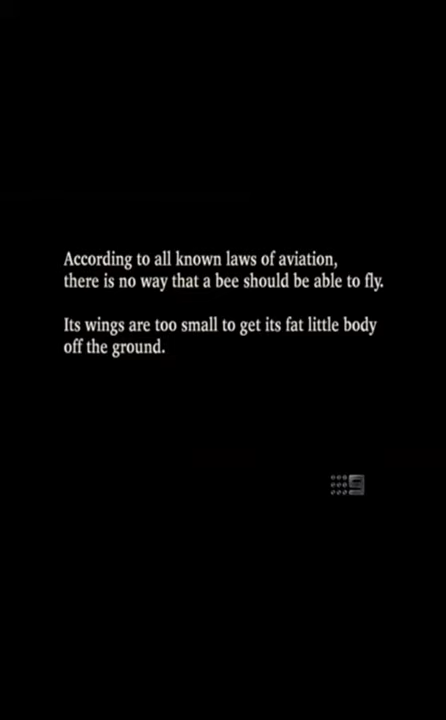 According to all known laws of aviation,
there is no way that a bee should be able to fly.
Its wings are too small to get its fat little body
off the ground.
9